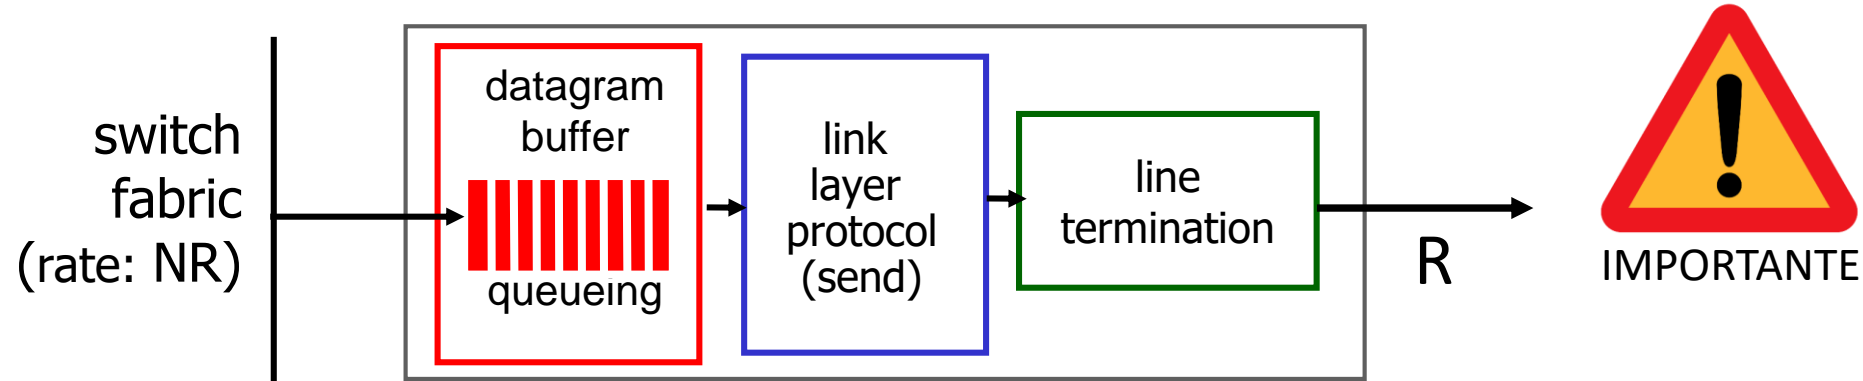 switch
fabric
(rate: NR)
datagram
buffer
queueing
link
layer
protocol
(send)
line
termination
R
!
IMPORTANTE